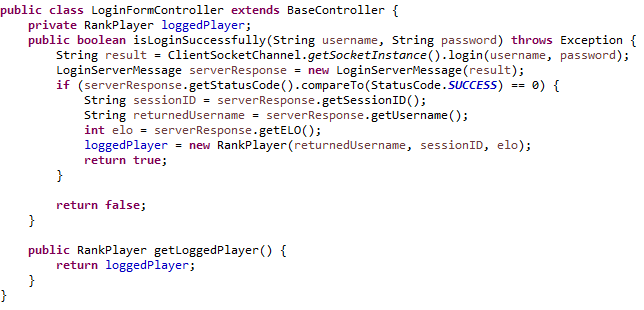 public class LoginFormController extends BaseController {
    private RankPlayer loggedPlayer;
    public boolean isLoginSuccessfully(String username, String password) throws Exception {
        String result = ClientSocketChannel.getSocketInstance().login(username, password);
        LoginServerMessage serverResponse = new LoginServerMessage(result);
        if (serverResponse.getStatusCode().compareTo(StatusCode.SUCCESS) == 0) {
            String sessionID = serverResponse.getSessionID();
            String returnedUsername = serverResponse.getUsername();
            int elo = serverResponse.getELO();
            loggedPlayer = new RankPlayer(returnedUsername, sessionID, elo);
            return true;
        }

        return false;
    }

    public RankPlayer getLoggedPlayer() {
        return loggedPlayer;
    }
}